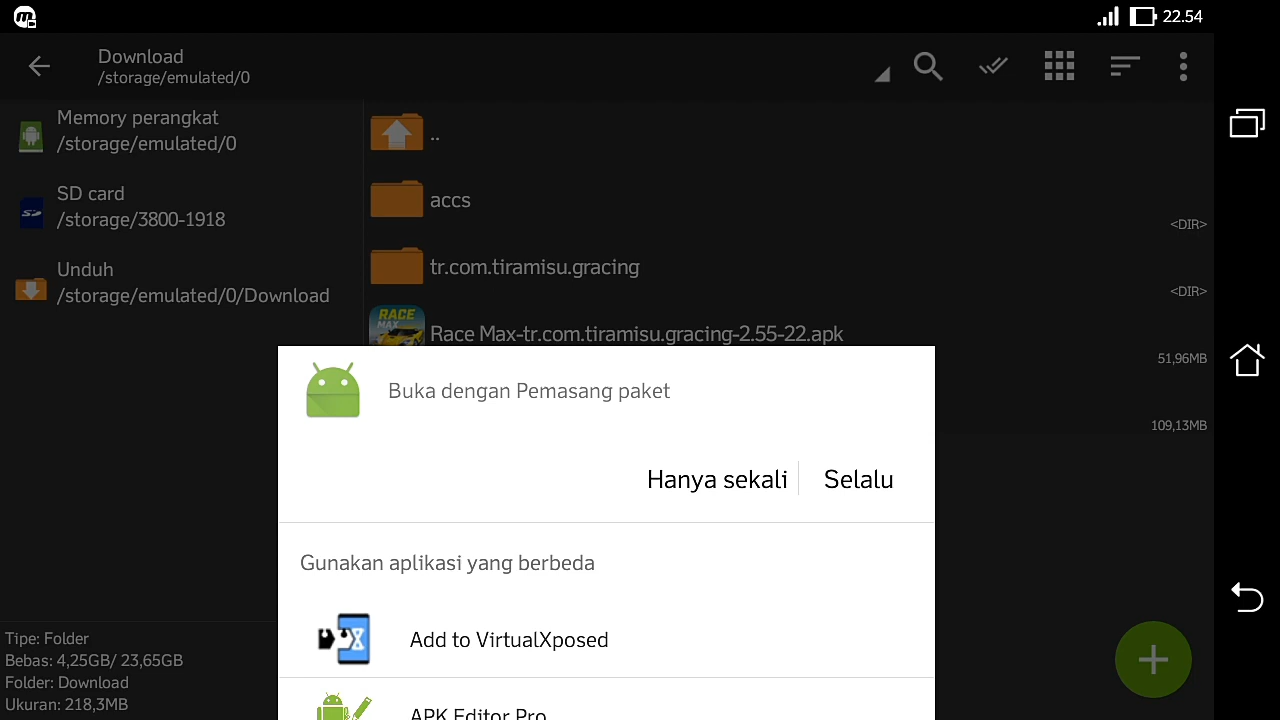 22.54
Download
/storage/emulated/0
Memory perangkat
/storage/emulated/0
SD card
/storage/3800-1918
Unduh
/storage/emulated/0/Download
..
accs
<DIR>
tr.com.tiramisu.gracing
<DIR>
RACE
MAX
Race Max-tr.com.tiramisu.gracing-2.55-22.apk
51,96MB
109,13MB
Buka dengan Pemasang paket
Hanya sekali
Selalu
Gunakan aplikasi yang berbeda
Add to VirtualXposed
APK Editor Pro
Tipe: Folder
Bebas: 4,25GB/ 23,65GB
Folder: Download
Ukuran: 218,3MB